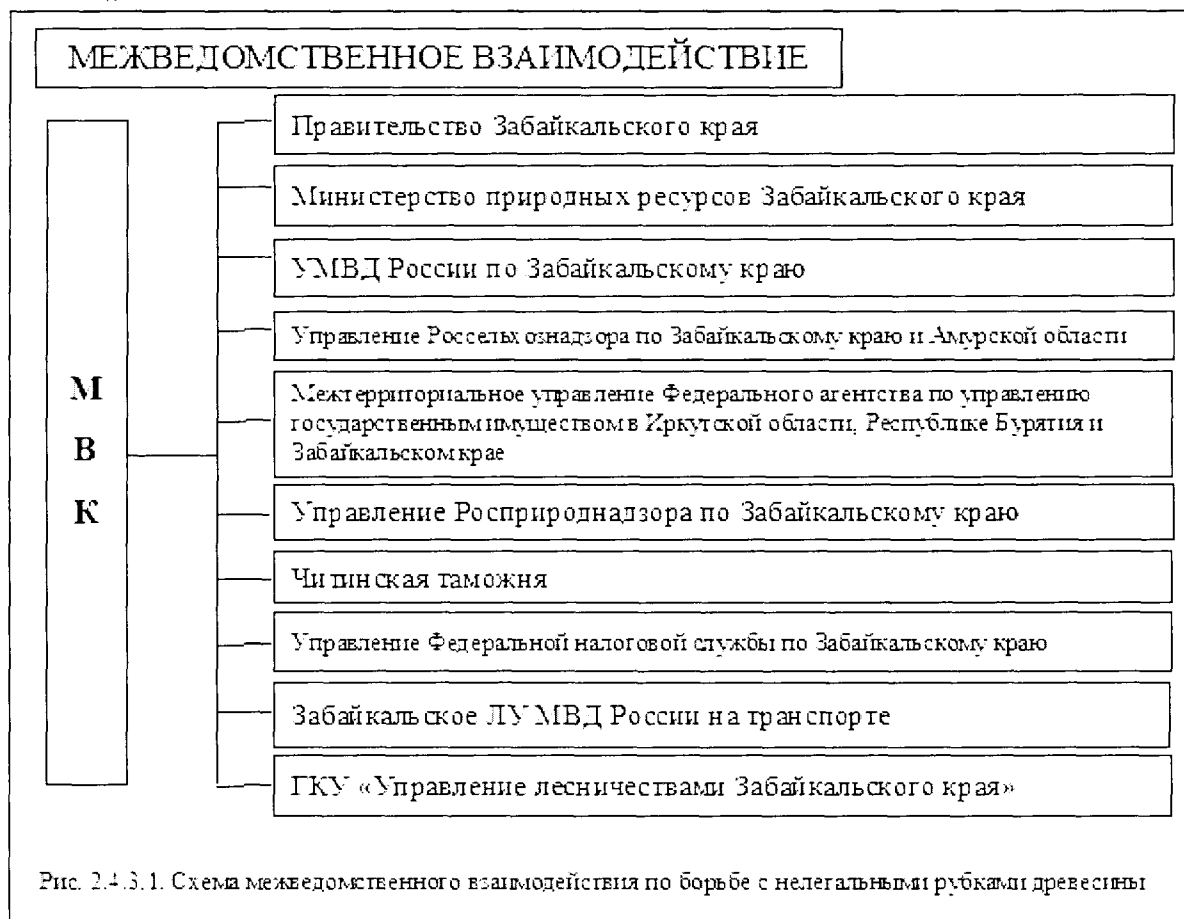 МЕЖВЕДОМСТВЕННОЕ ВЗАИМОДЕЙСТВИЕ
М
В
К
Правительство Забайкальского края
Министерство природных ресурсов Забайкальского края
УМВД России по Забайкальскому краю
Управление Россельхознадзора по Забайкальскому краю и Амурской области
Межтерриториальное управление Федерального агентства по управлению
государственным имуществом в Иркутской области, Республике Бурятия и
Забайкальском крае
Управление Росприроднадзора по Забайкальскому краю
Читинская таможня
Управление Федеральной налоговой службы по Забайкальскому краю
Забайкальское ЛУ МВД России на транспорте
ГКУ «Управление лесничествами Забайкальского края»
Рис. 2.4.3.1. Схема межведомственного взаимодействия по борьбе с нелегальными рубками древесины